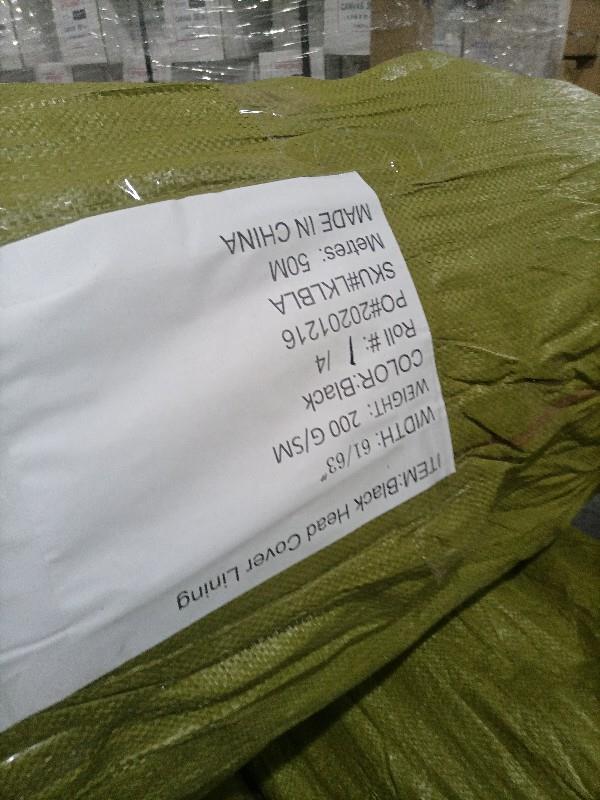 ITEM:Black Head Cover Lining
WIDTH: 61/63"
WEIGHT: 200 G/SM
COLOR:Black
Roll #: 1 /4
PO#20201216
SKU#LKLBLA
Metres: 50M
MADE IN CHINA